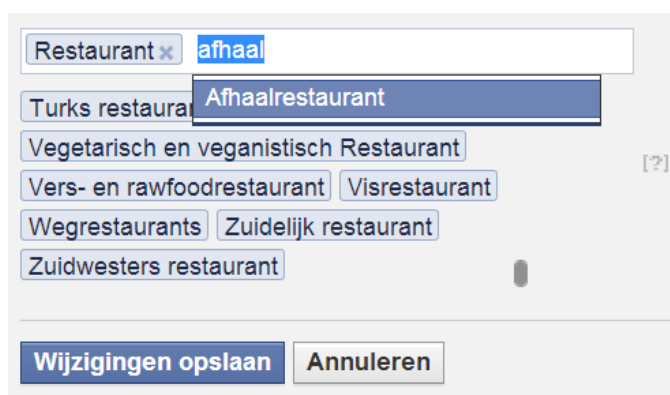 Restaurant × afhaal
Afhaalrestaurant
Turks restaura
Vegetarisch en veganistisch Restaurant
[?]
Vers- en rawfoodrestaurant Visrestaurant
Wegrestaurants Zuidelijk restaurant
Zuidwesters restaurant
Wijzigingen opslaan Annuleren